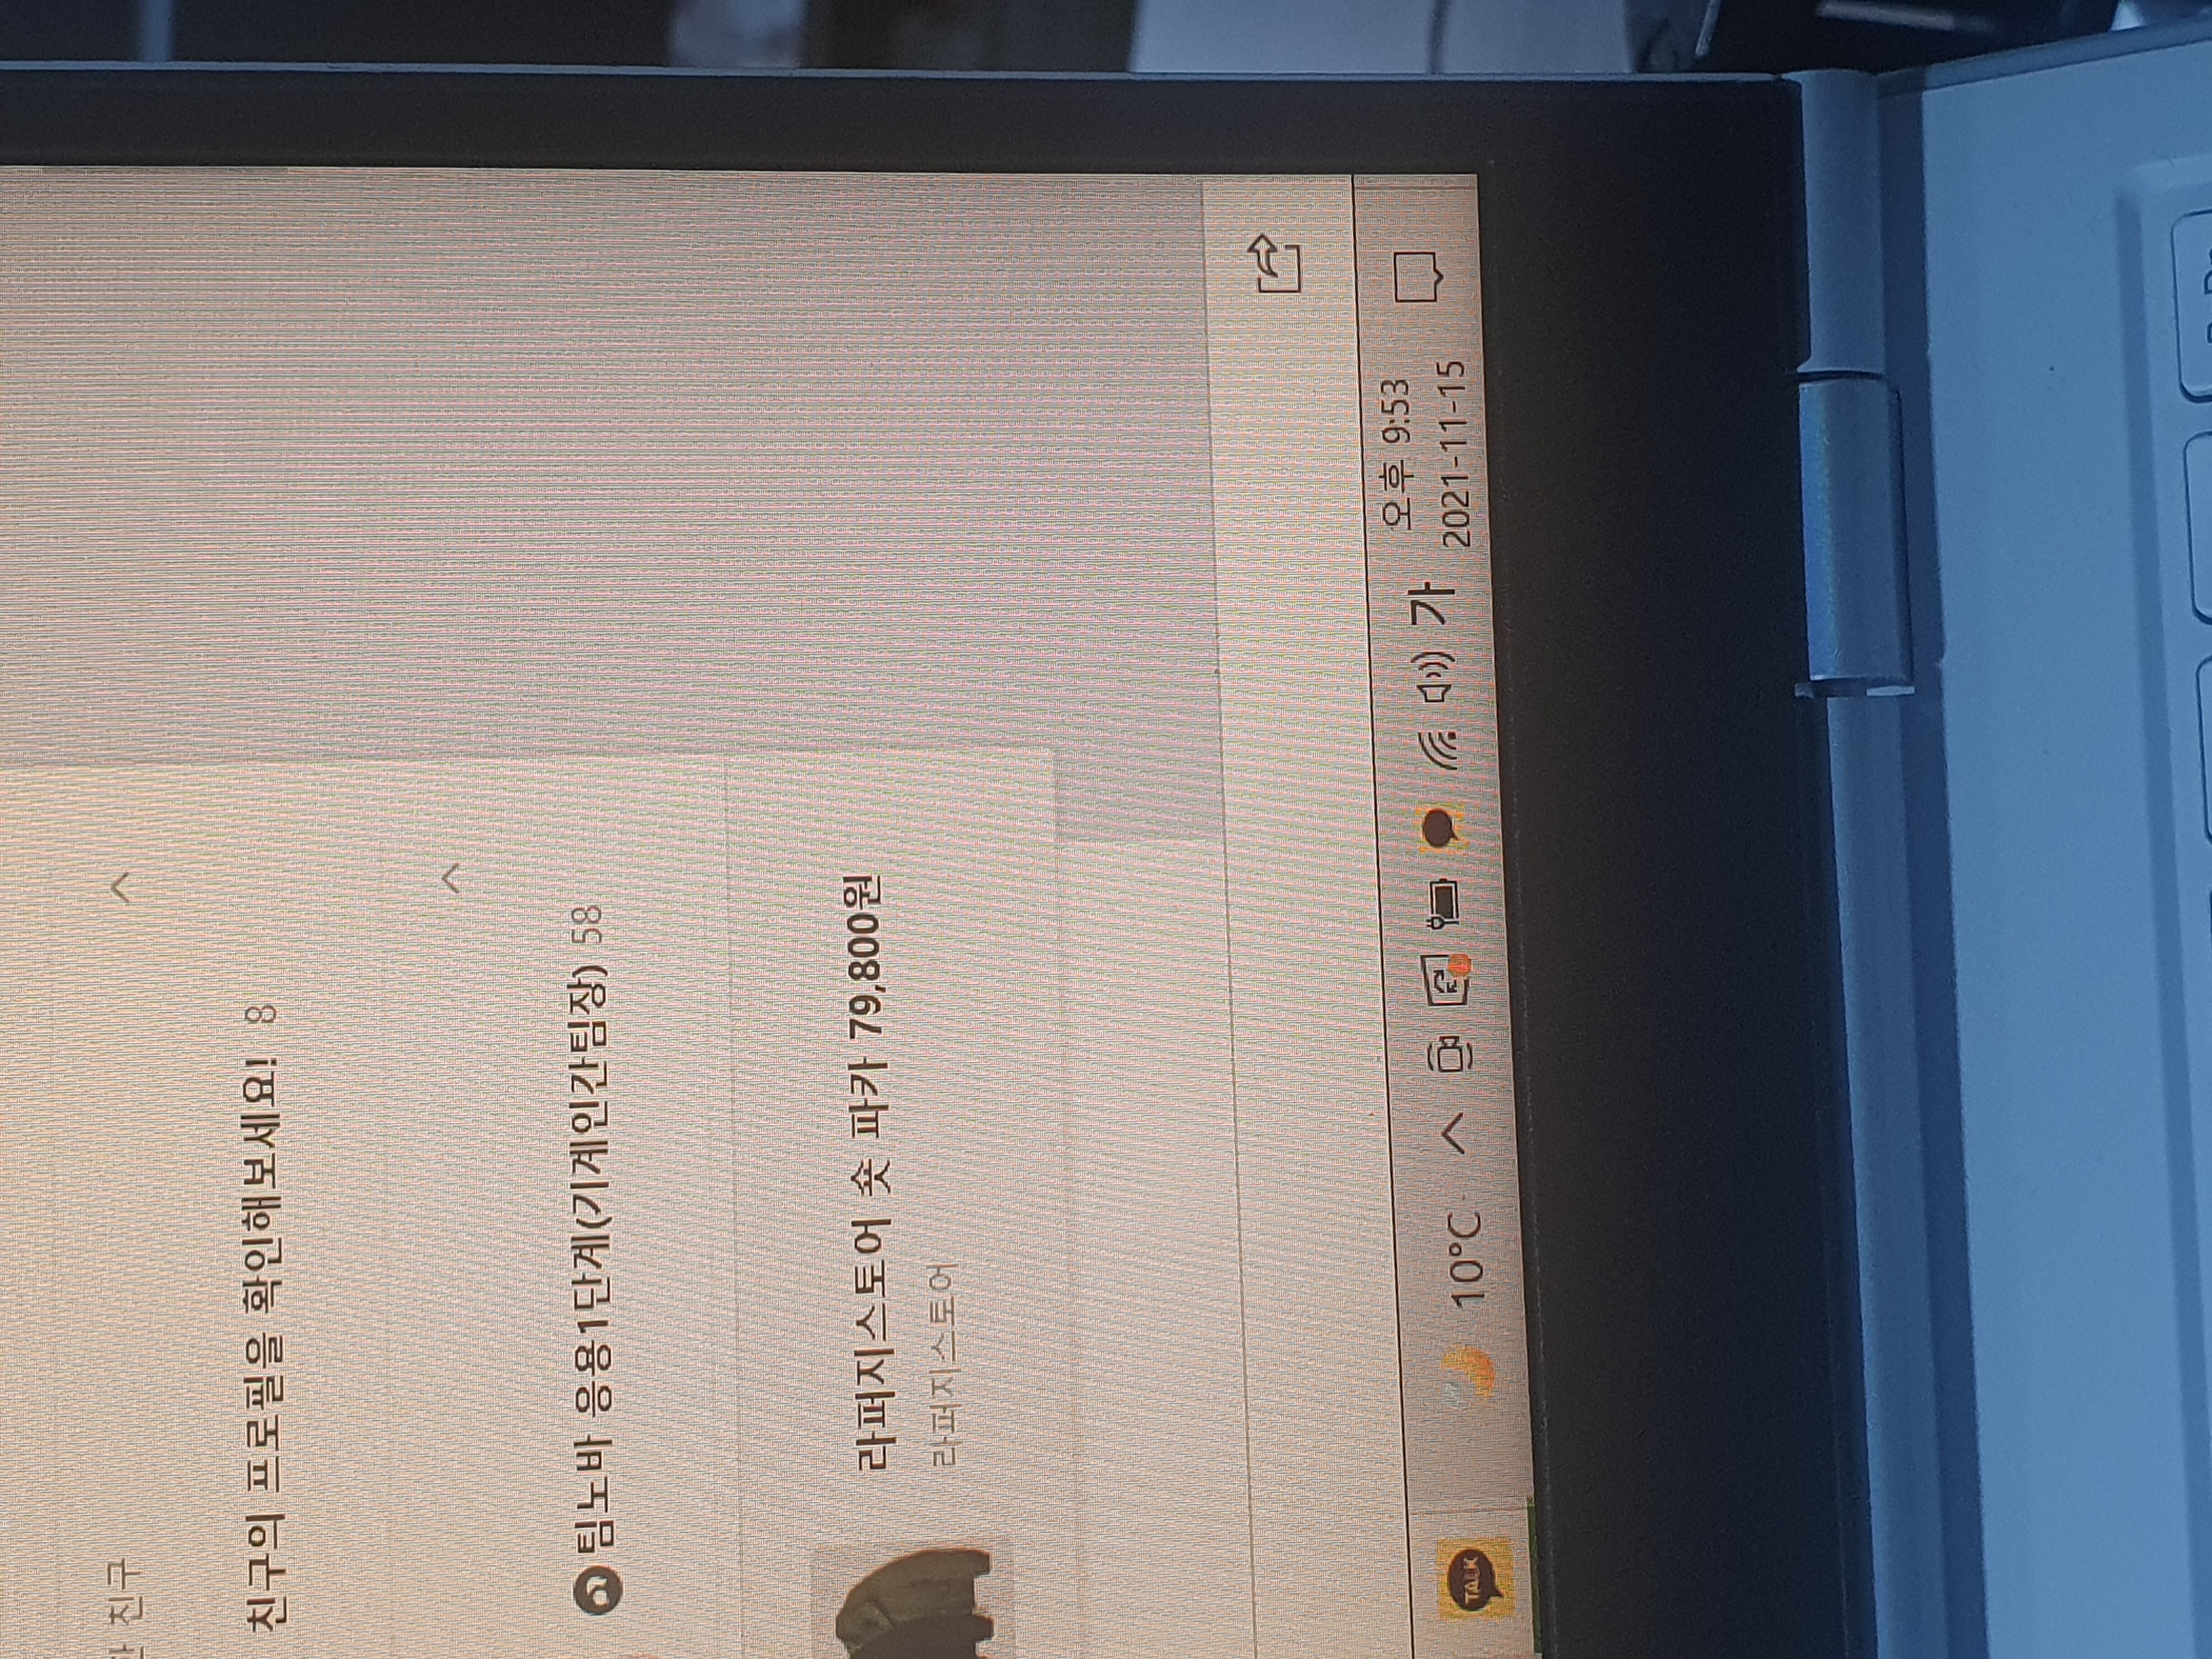 친구
친구의 프로필을 확인해보세요! 8
팀노바 응용1단계(기계인간팀장) 58
라퍼지스토어 숏 파카 79,800원
라퍼지스토어
TALK
10°C
가
오후 9:53
2021-11-15